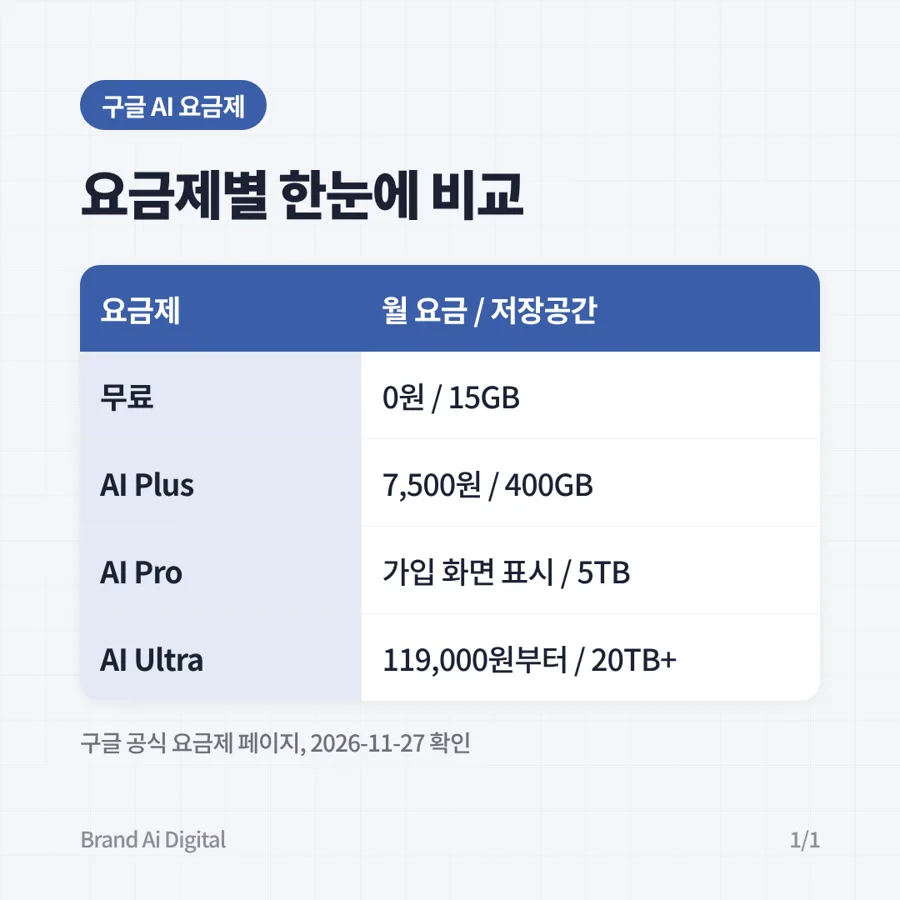 구글 AI 요금제
요금제별 한눈에 비교
요금제 월 요금 / 저장공간
무료 0원 / 15GB
AI Plus 7,500원 / 400GB
AI Pro 가입 화면 표시 / 5TB
AI Ultra 119,000원부터 / 20TB+
구글 공식 요금제 페이지, 2026-11-27 확인
Brand Ai Digital 1/1